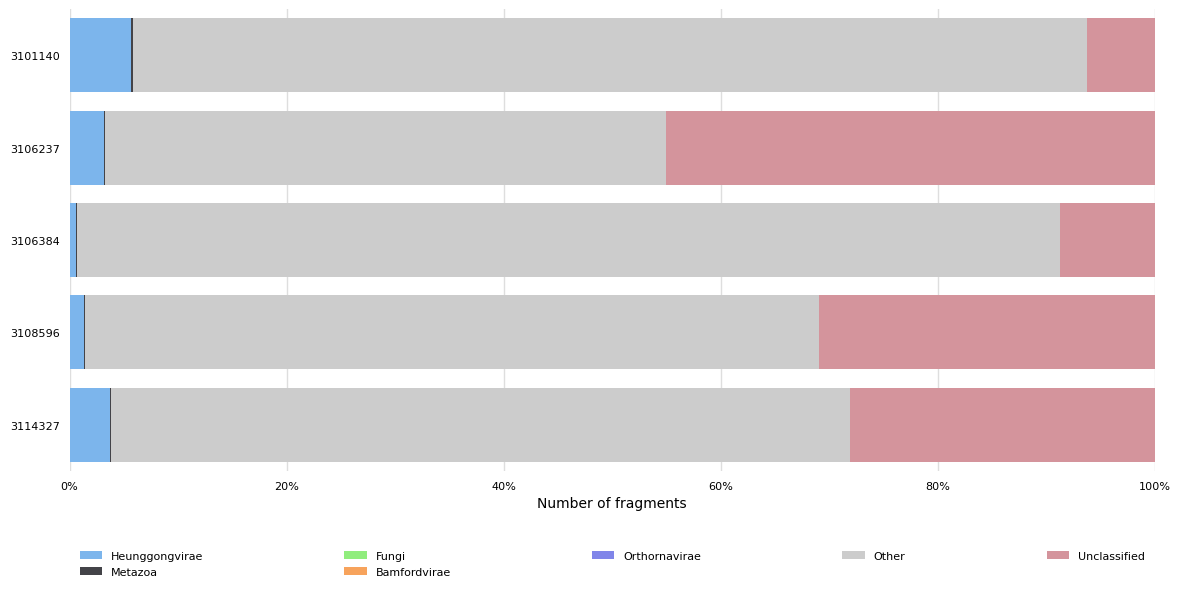 3101140
3106237
3106384
3108596
3114327
0% 20% 40% 60% 80% 100%
Number of fragments
Heunggongvirae Fungi Orthornavirae Other Unclassified
Metazoa Bamfordvirae